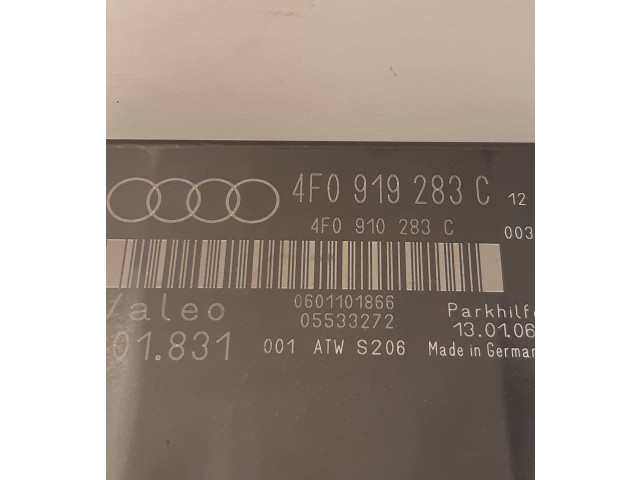 4F0 919 283 C 12
4F0 910 283 C 003
0601101866
Valeo 05533272 Parkhilfe
13.01.06
01.831 001 ATW S206 Made in German